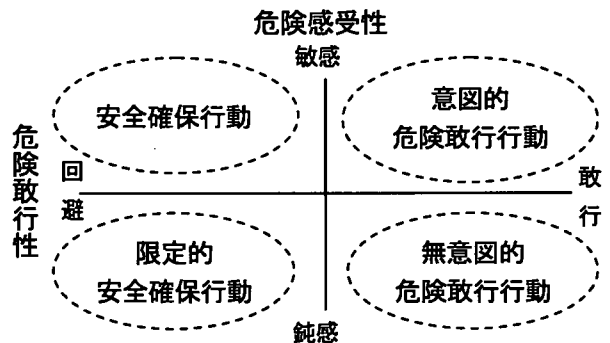 危険感受性
敏感
安全確保行動
意図的
危険敢行行動
危険敢行性
回避
敢行
限定的
安全確保行動
無意図的
危険敢行行動
鈍感